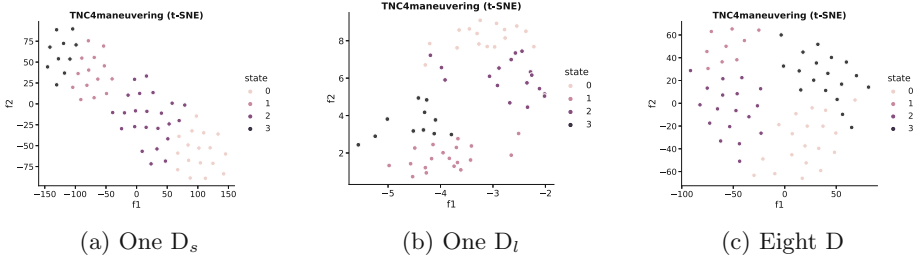 TNC4maneuvering (t-SNE)
f2
75
50
25
0
−25
−50
−75
−150 −100 −50 0 50 100 150
f1
state
0
1
2
3
(a) One Dₛ
TNC4maneuvering (t-SNE)
f2
8
6
4
2
−5 −4 −3 −2
f1
state
0
1
2
3
(b) One Dₗ
TNC4maneuvering (t-SNE)
f2
60
40
20
0
−20
−40
−60
−100 −50 0 50
f1
state
0
1
2
3
(c) Eight D